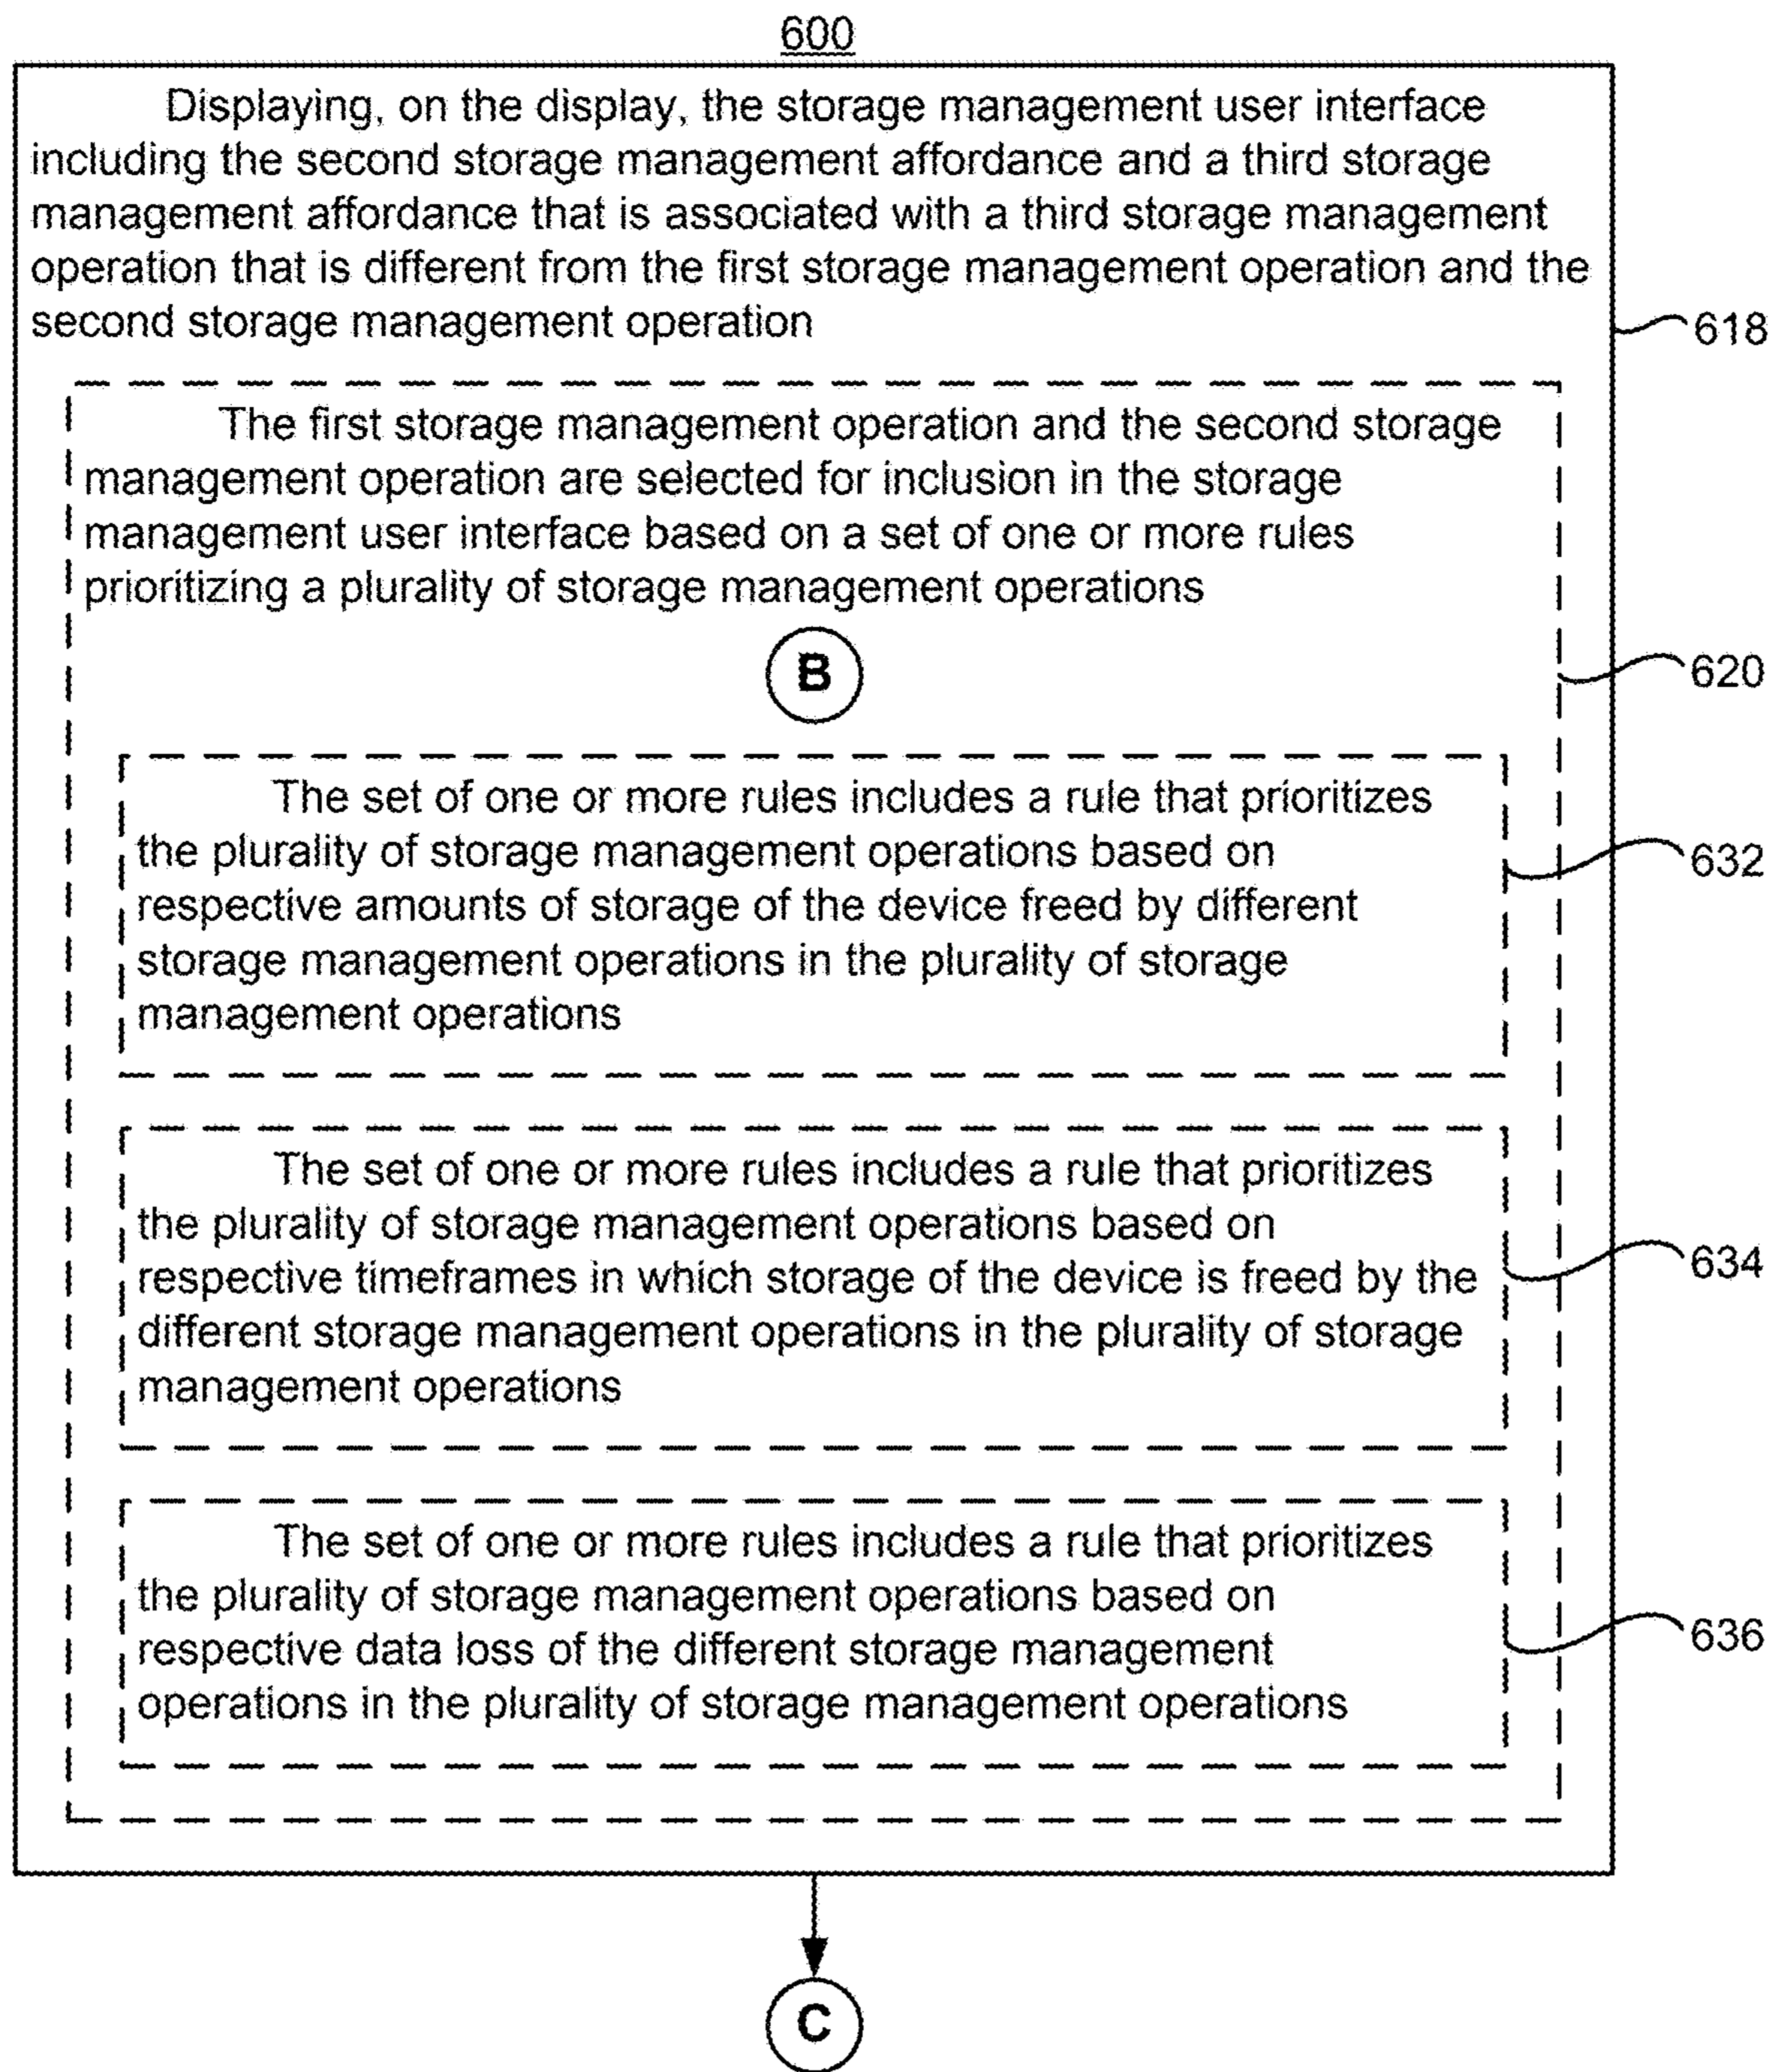 600
Displaying, on the display, the storage management user interface
including the second storage management affordance and a third storage
management affordance that is associated with a third storage management
operation that is different from the first storage management operation and the
second storage management operation
618
The first storage management operation and the second storage
management operation are selected for inclusion in the storage
management user interface based on a set of one or more rules
prioritizing a plurality of storage management operations
B
620
The set of one or more rules includes a rule that prioritizes
the plurality of storage management operations based on
respective amounts of storage of the device freed by different
storage management operations in the plurality of storage
management operations
632
The set of one or more rules includes a rule that prioritizes
the plurality of storage management operations based on
respective timeframes in which storage of the device is freed by the
different storage management operations in the plurality of storage
management operations
634
The set of one or more rules includes a rule that prioritizes
the plurality of storage management operations based on
respective data loss of the different storage management
operations in the plurality of storage management operations
636
C